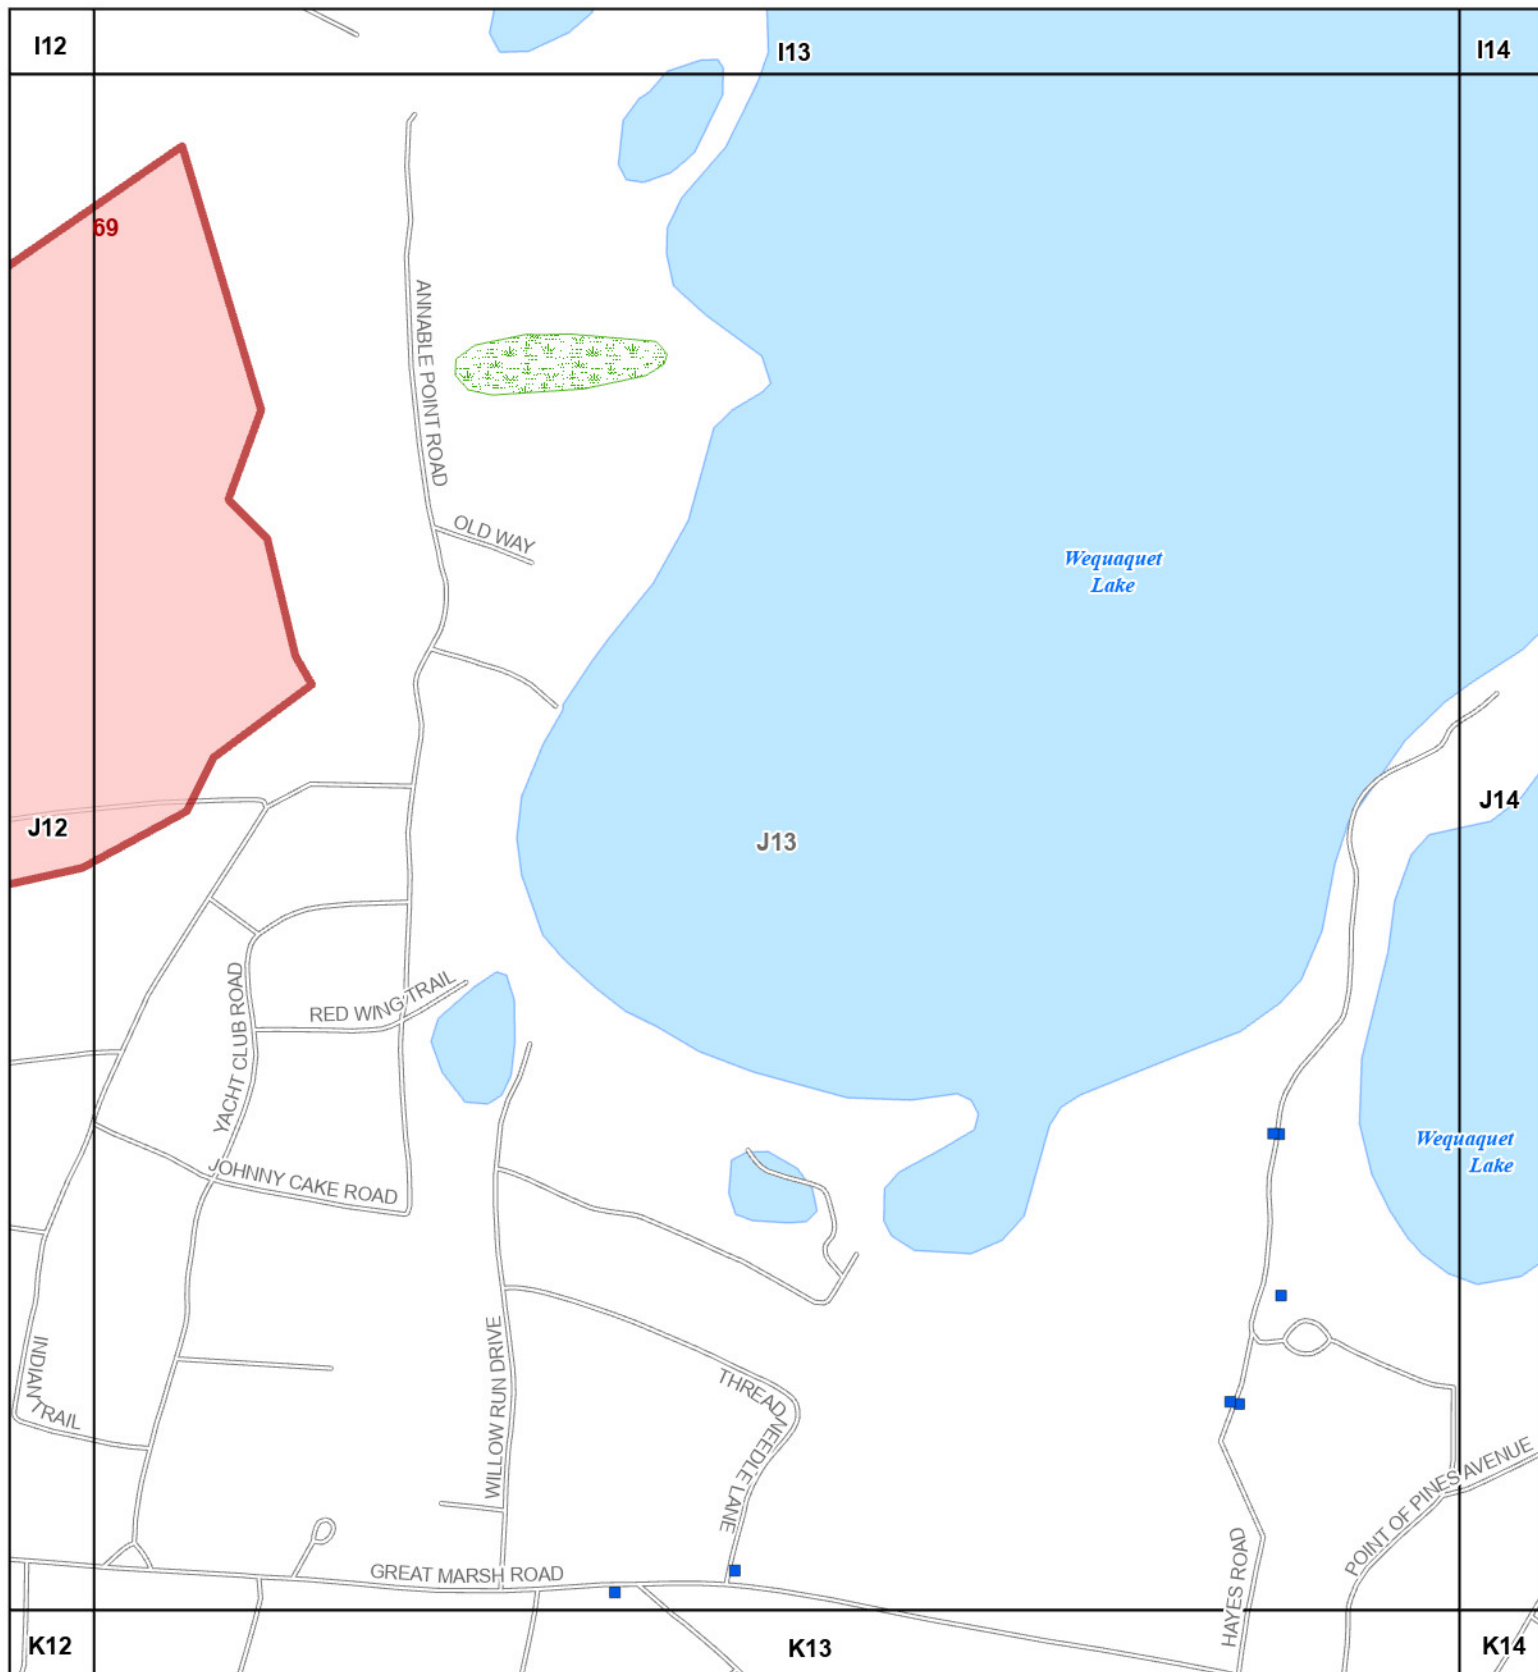 I12
I13
I14
69
ANNABLE POINT ROAD
OLD WAY
Wequaquet
Lake
J12
J13
J14
YACHT CLUB ROAD
RED WING TRAIL
JOHNNY CAKE ROAD
Wequaquet
Lake
INDIAN TRAIL
WILLOW RUN DRIVE
THREAD NEEDLE LANE
POINT OF PINES AVENUE
HAYES ROAD
GREAT MARSH ROAD
K12
K13
K14